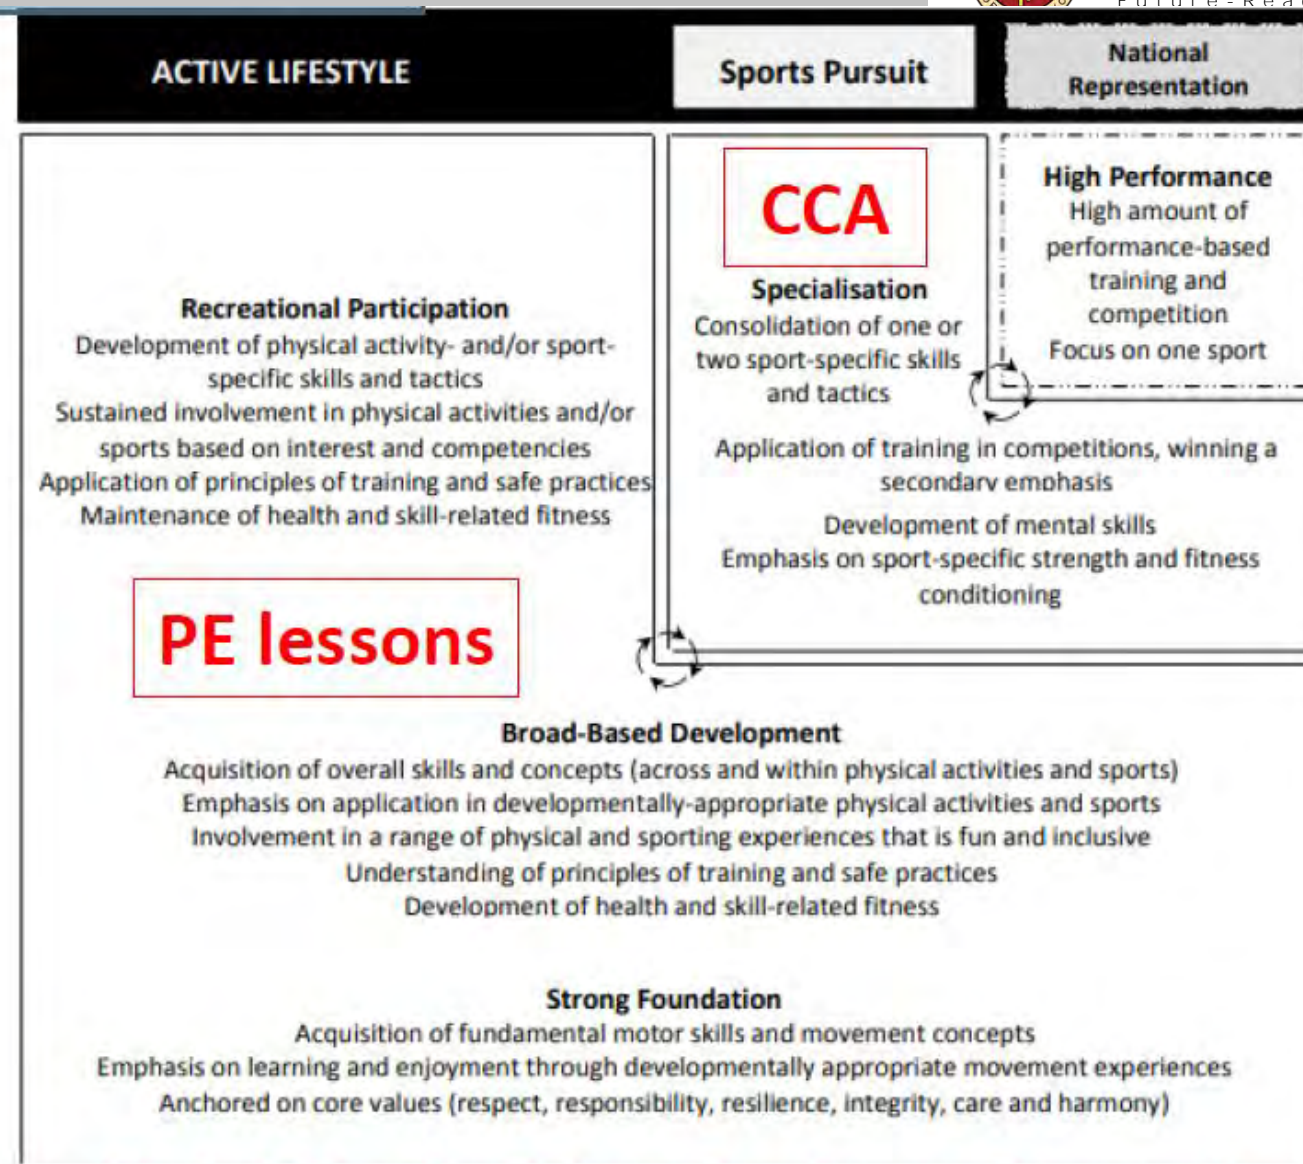 Future-Rea
ACTIVE LIFESTYLE
Sports Pursuit
National
Representation
CCA
Specialisation
Consolidation of one or
two sport-specific skills
and tactics
High Performance
High amount of
performance-based
training and
competition
Focus on one sport
Application of training in competitions, winning a
secondary emphasis
Development of mental skills
Emphasis on sport-specific strength and fitness
conditioning
Recreational Participation
Development of physical activity- and/or sport-
specific skills and tactics
Sustained involvement in physical activities and/or
sports based on interest and competencies
Application of principles of training and safe practices
Maintenance of health and skill-related fitness
PE lessons
Broad-Based Development
Acquisition of overall skills and concepts (across and within physical activities and sports)
Emphasis on application in developmentally-appropriate physical activities and sports
Involvement in a range of physical and sporting experiences that is fun and inclusive
Understanding of principles of training and safe practices
Development of health and skill-related fitness
Strong Foundation
Acquisition of fundamental motor skills and movement concepts
Emphasis on learning and enjoyment through developmentally appropriate movement experiences
Anchored on core values (respect, responsibility, resilience, integrity, care and harmony)